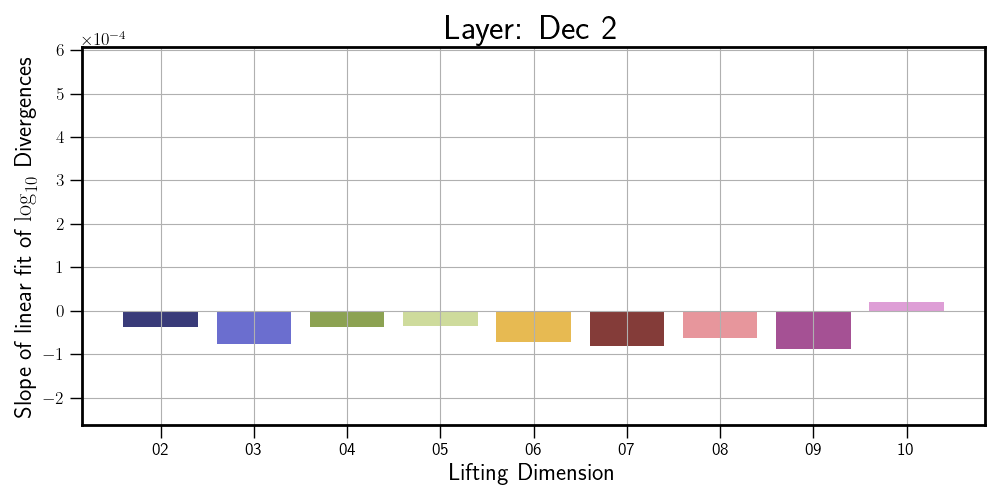 Layer: Dec 2
×10⁻⁴
6
5
4
3
2
1
0
−1
−2
Slope of linear fit of log₁₀ Divergences
02 03 04 05 06 07 08 09 10
Lifting Dimension